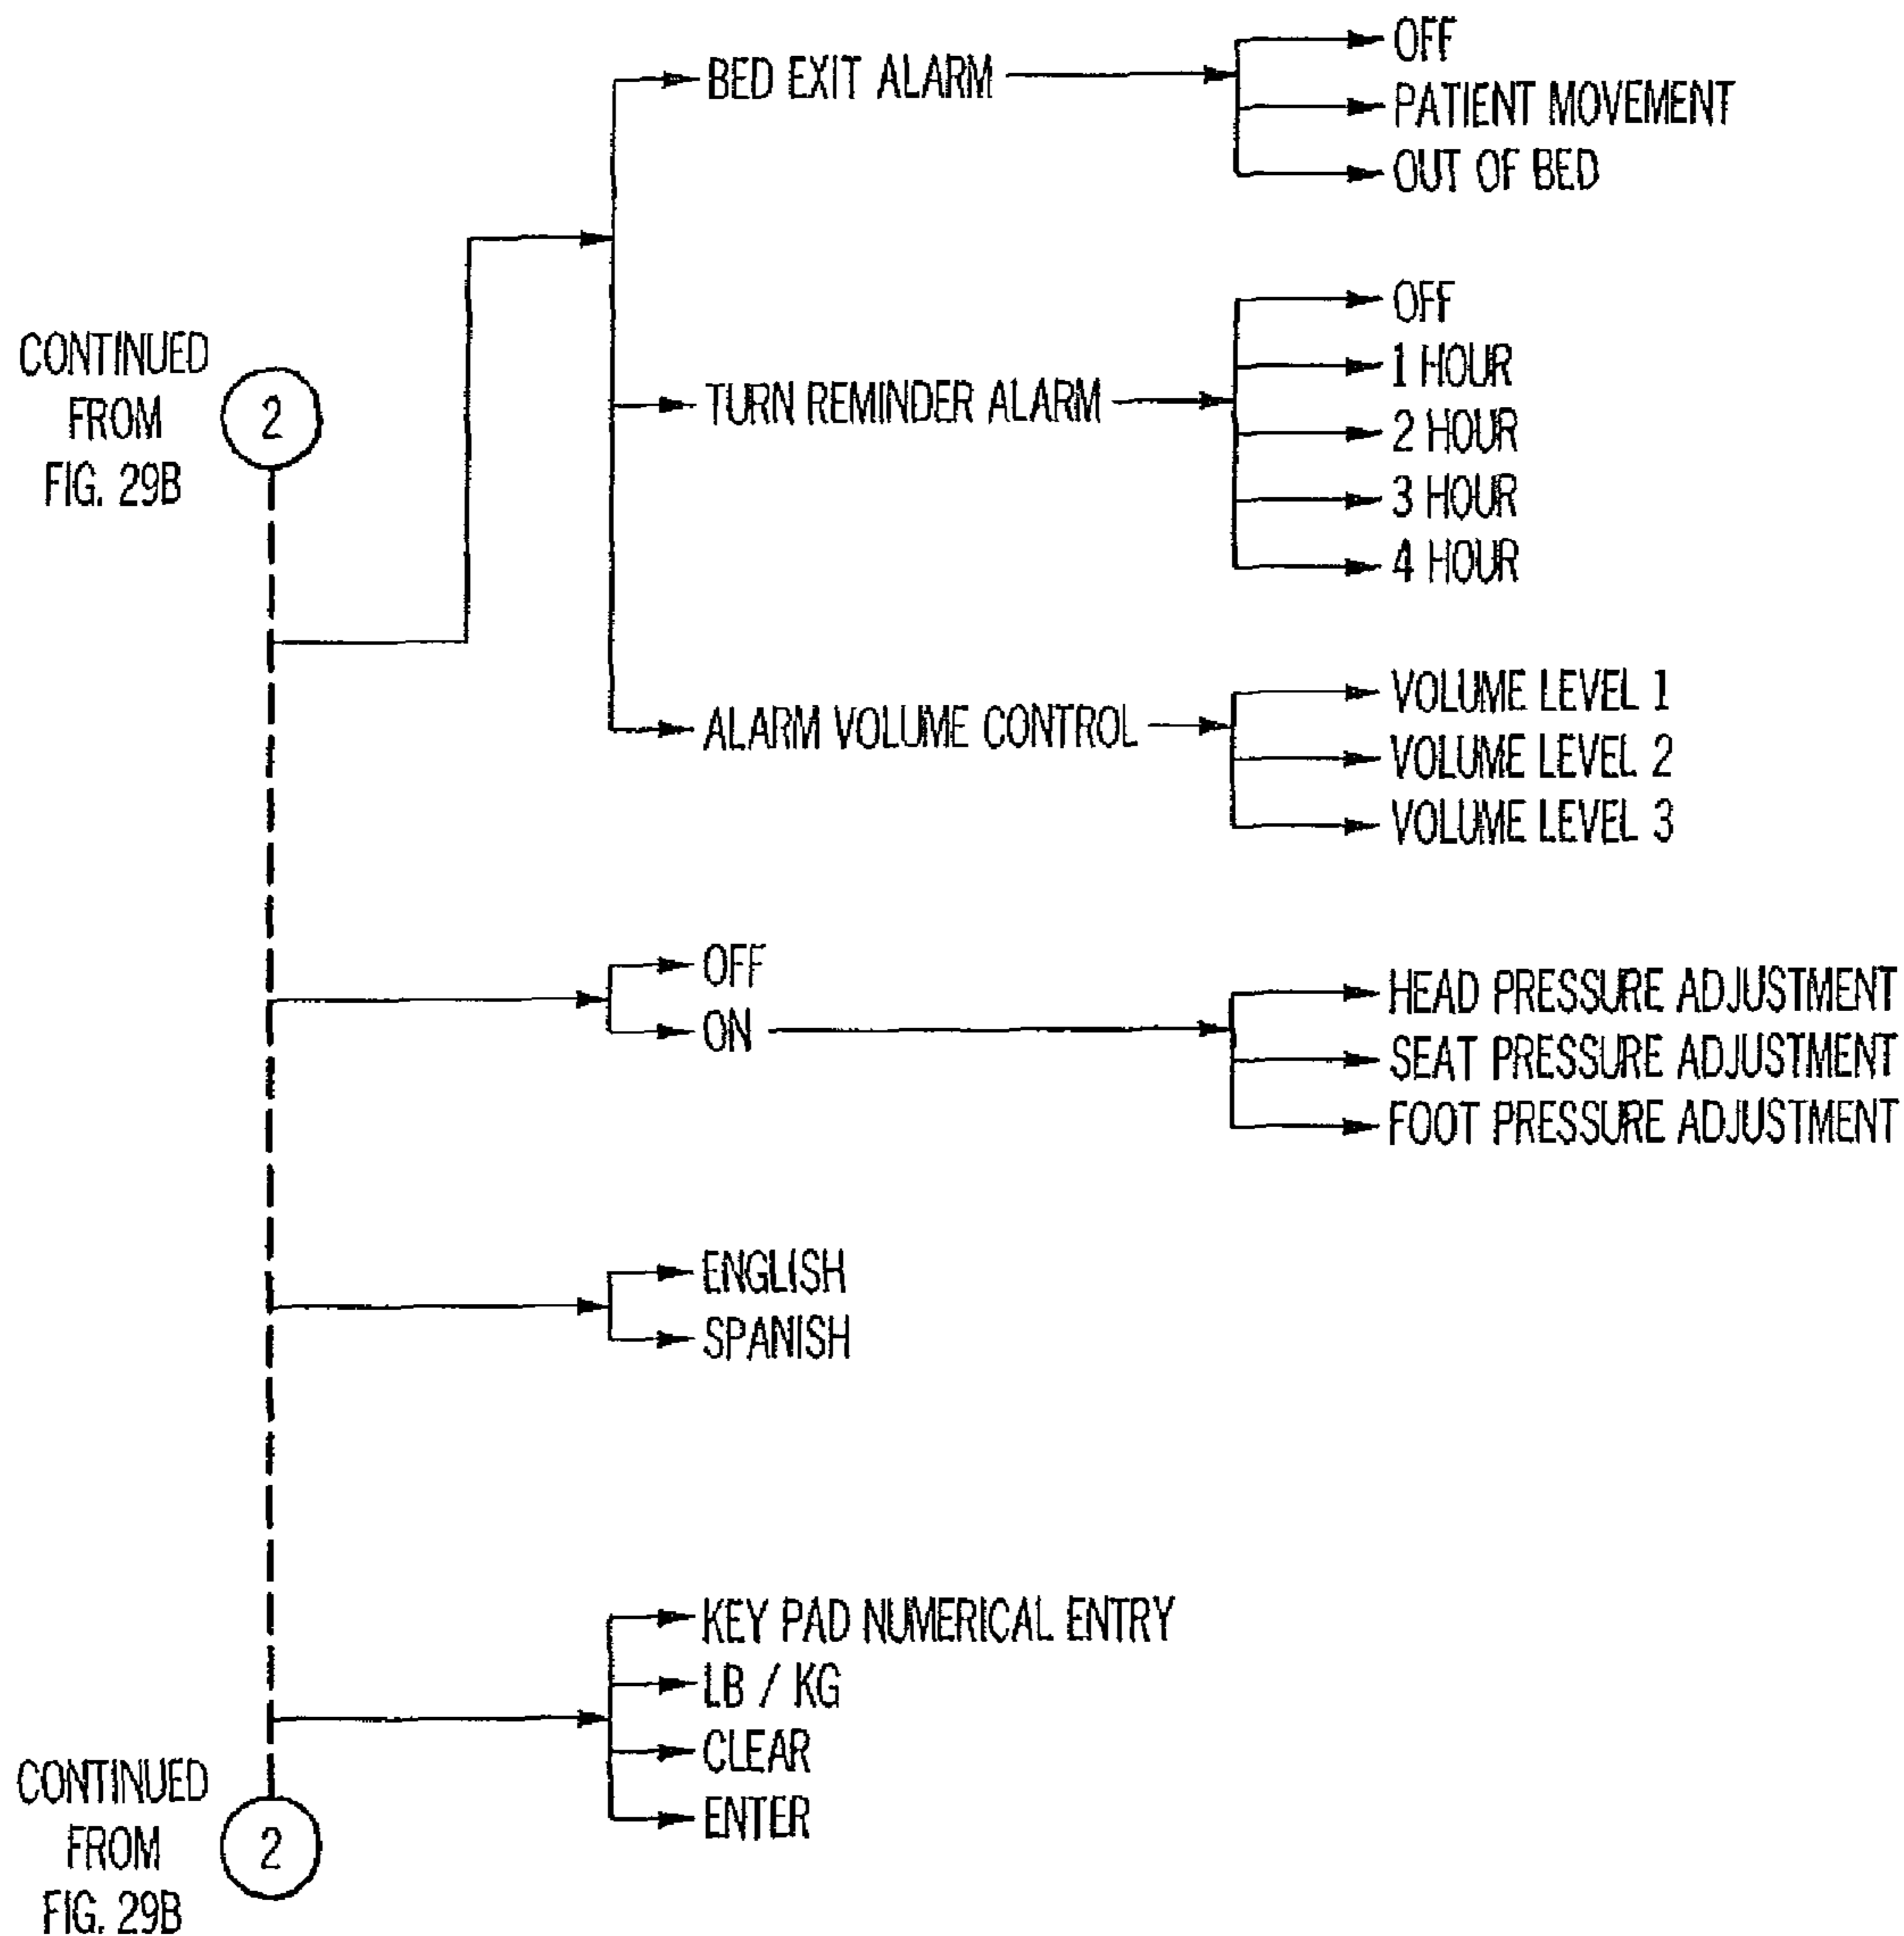 BED EXIT ALARM
OFF
PATIENT MOVEMENT
OUT OF BED
CONTINUED
FROM
FIG. 29B
2
TURN REMINDER ALARM
OFF
1 HOUR
2 HOUR
3 HOUR
4 HOUR
ALARM VOLUME CONTROL
VOLUME LEVEL 1
VOLUME LEVEL 2
VOLUME LEVEL 3
OFF
ON
HEAD PRESSURE ADJUSTMENT
SEAT PRESSURE ADJUSTMENT
FOOT PRESSURE ADJUSTMENT
ENGLISH
SPANISH
KEY PAD NUMERICAL ENTRY
LB / KG
CLEAR
ENTER
CONTINUED
FROM
FIG. 29B
2